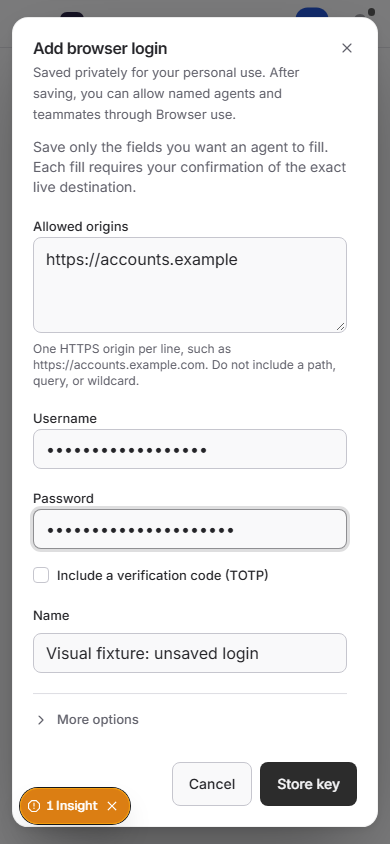 Add browser login
Saved privately for your personal use. After
saving, you can allow named agents and
teammates through Browser use.
Save only the fields you want an agent to fill.
Each fill requires your confirmation of the exact
live destination.
Allowed origins
https://accounts.example
One HTTPS origin per line, such as
https://accounts.example.com. Do not include a path,
query, or wildcard.
Username
••••••••••••••••••
Password
•••••••••••••••••••••
Include a verification code (TOTP)
Name
Visual fixture: unsaved login
More options
Cancel
Store key
1 Insight